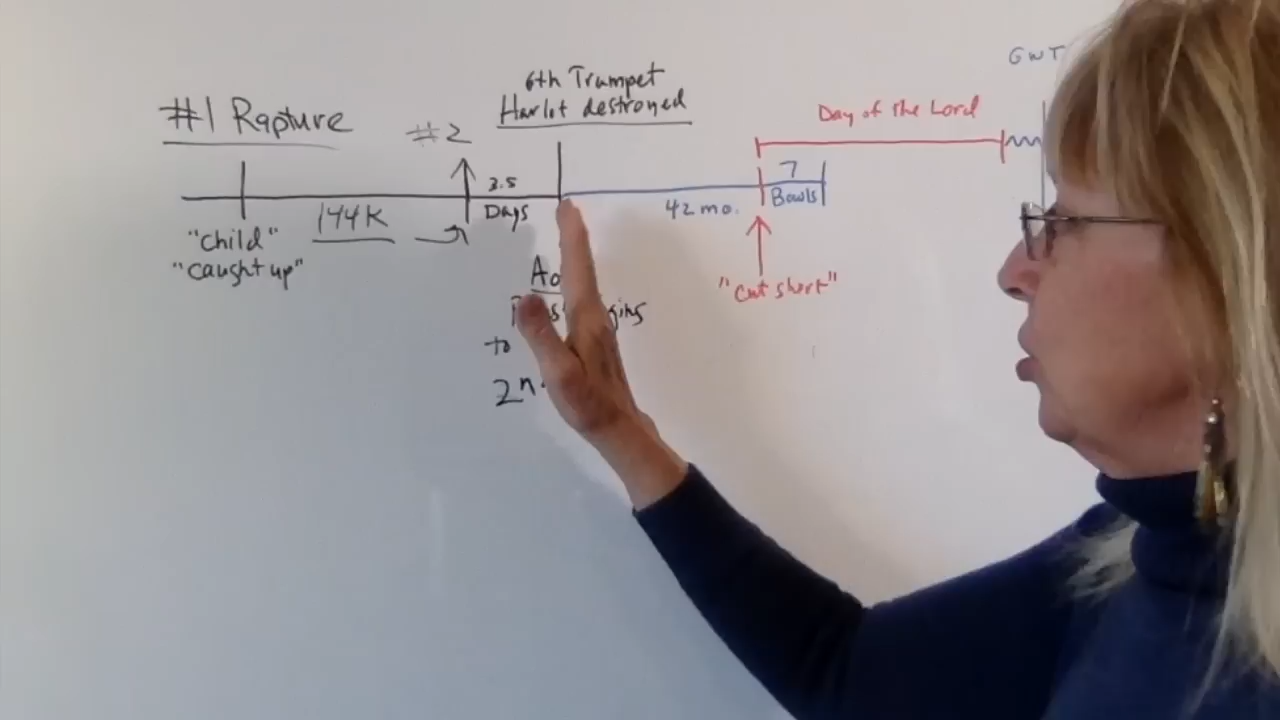 #1 Rapture
#2
6th Trumpet
Harlot destroyed
Day of the Lord
GWT
3.5
Days
144K
"child"
"caught up"
42 mo.
7
Bowls
"cut short"
to